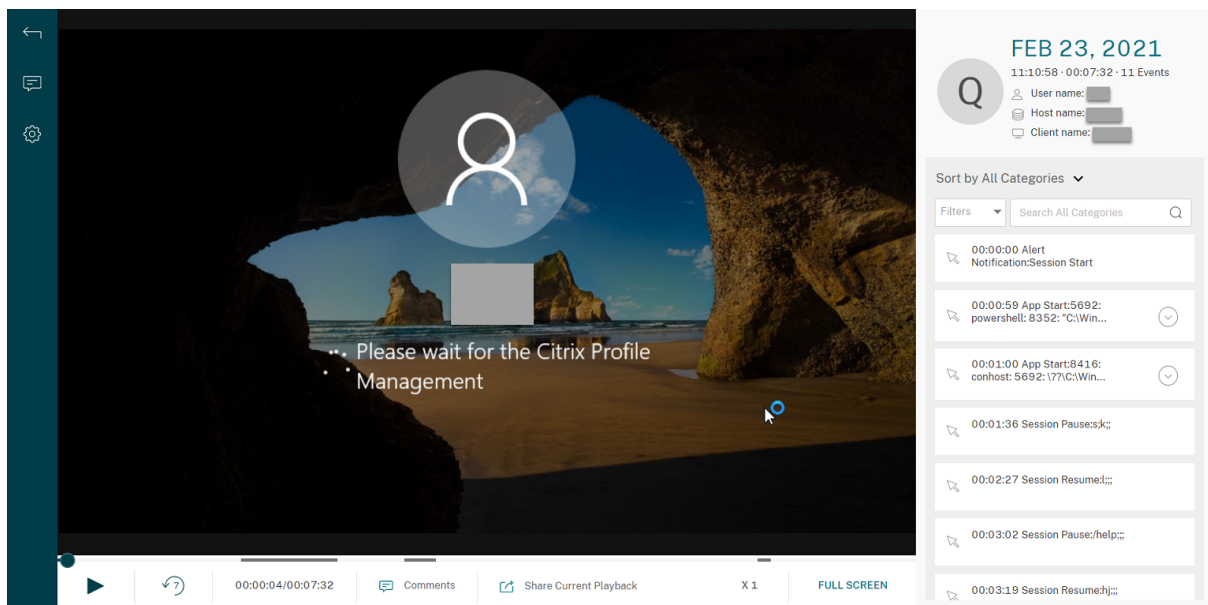 FEB 23, 2021
11:10:58 · 00:07:32 · 11 Events
Q
User name:
Host name:
Client name:
Please wait for the Citrix Profile
Management
7
00:00:04/00:07:32
Comments
Share Current Playback
X 1
FULL SCREEN
Sort by All Categories
Filters
Search All Categories
00:00:00 Alert
Notification:Session Start
00:00:59 App Start:5692:
powershell: 8352: "C:\Win...
00:01:00 App Start:8416:
conhost: 5692: \??\C:\Win...
00:01:36 Session Pause:s;k;;
00:02:27 Session Resume:l;;;
00:03:02 Session Pause:/help;;;
00:03:19 Session Resume:hj;;;